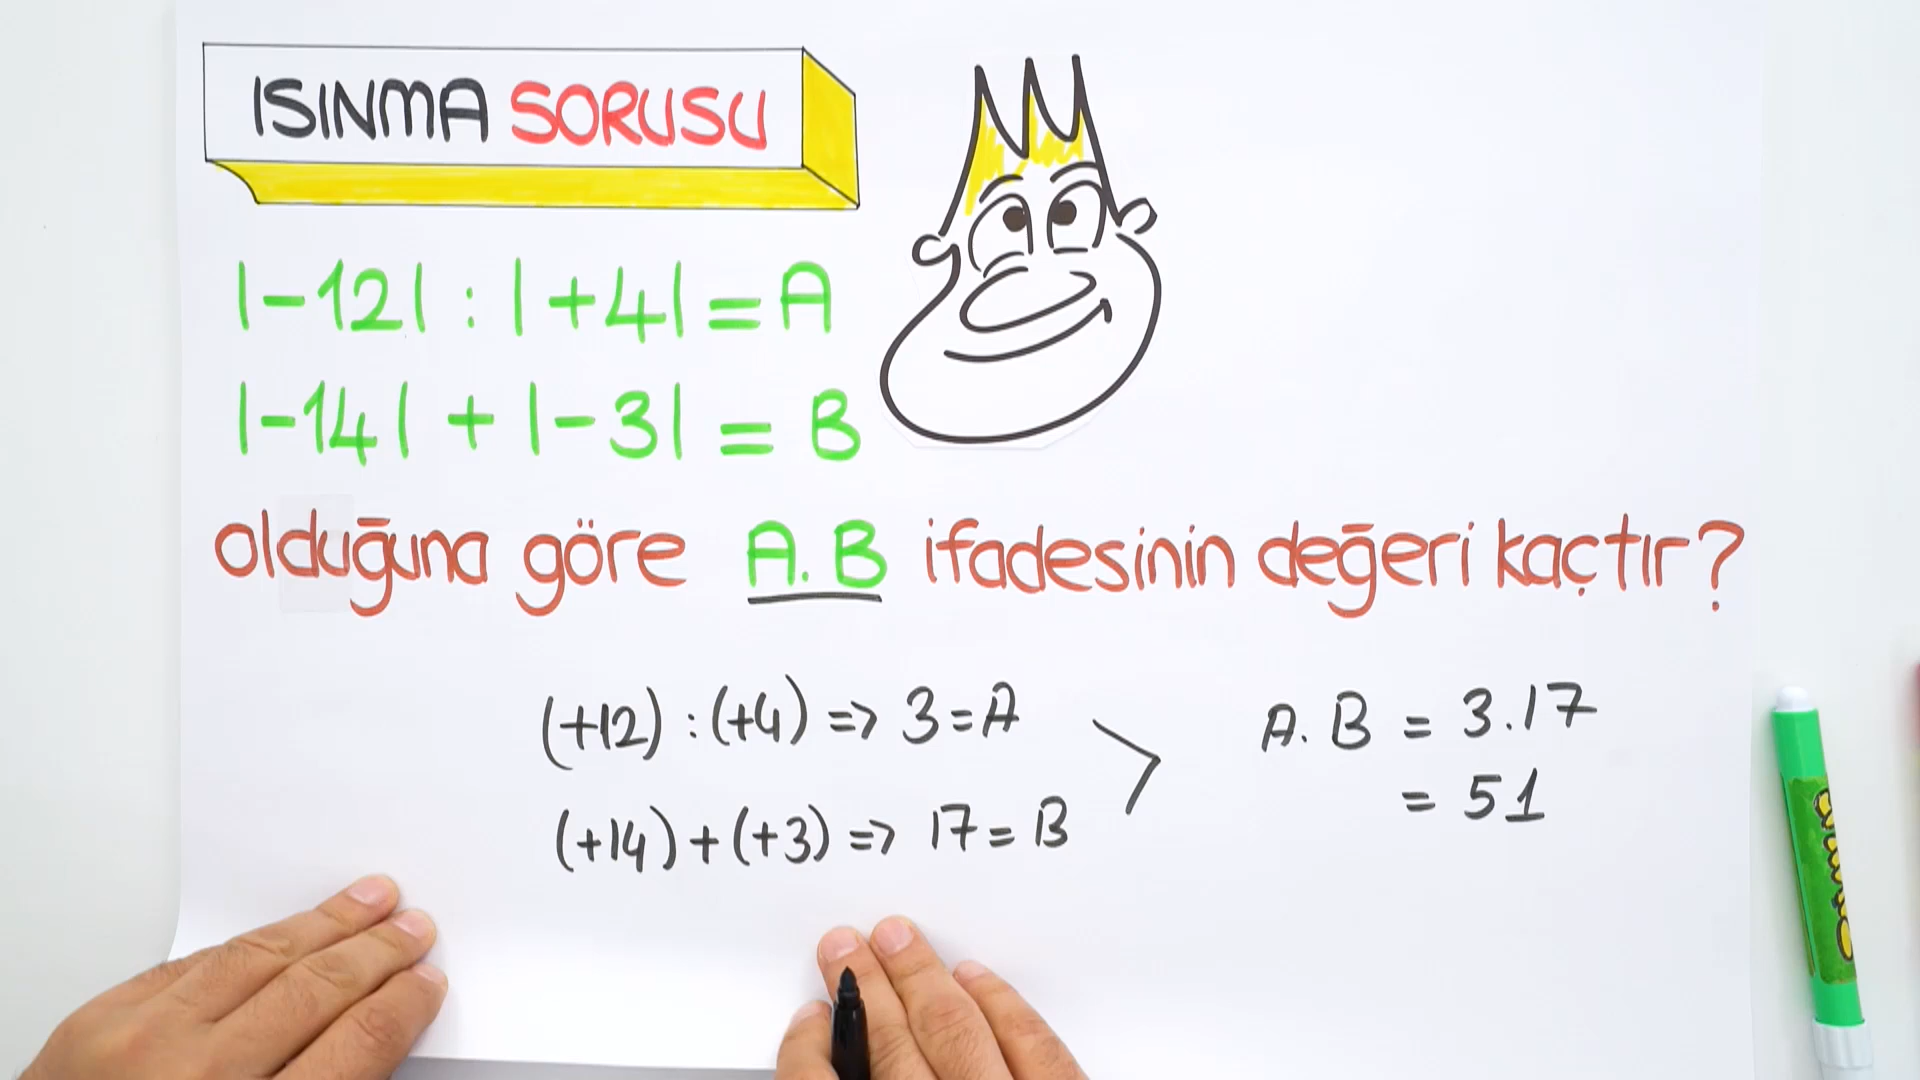 ISINMA SORUSU
|-12| : |+4| = A
|-14| + |-3| = B
olduğuna göre A.B ifadesinin değeri kaçtır?
(+12) : (+4) => 3 = A
(+14) + (+3) => 17 = B
A.B = 3.17
= 51